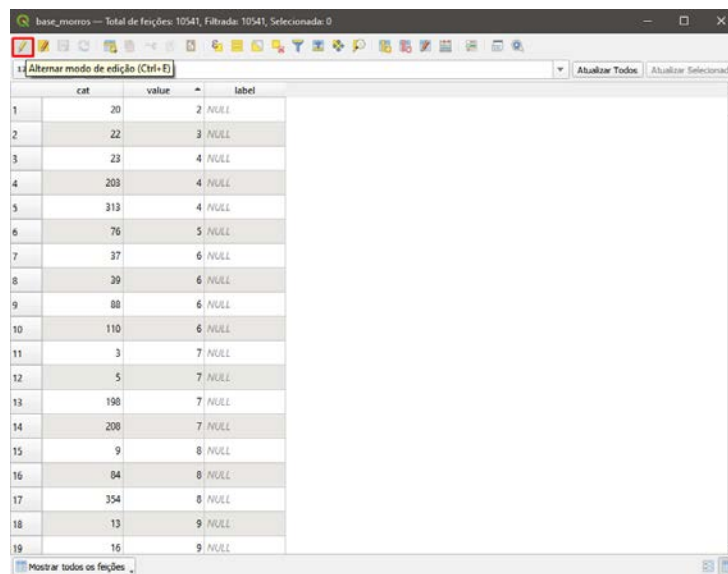 base_morros — Total de feições: 10541, Filtrada: 10541, Selecionada: 0
Alternar modo de edição (Ctrl+E)
Atualizar Todos Atualizar Selecionad
cat value label
1 20 2 NULL
2 22 3 NULL
3 23 4 NULL
4 203 4 NULL
5 313 4 NULL
6 76 5 NULL
7 37 6 NULL
8 39 6 NULL
9 88 6 NULL
10 110 6 NULL
11 3 7 NULL
12 5 7 NULL
13 198 7 NULL
14 208 7 NULL
15 9 8 NULL
16 84 8 NULL
17 354 8 NULL
18 13 9 NULL
19 16 9 NULL
Mostrar todos os feições